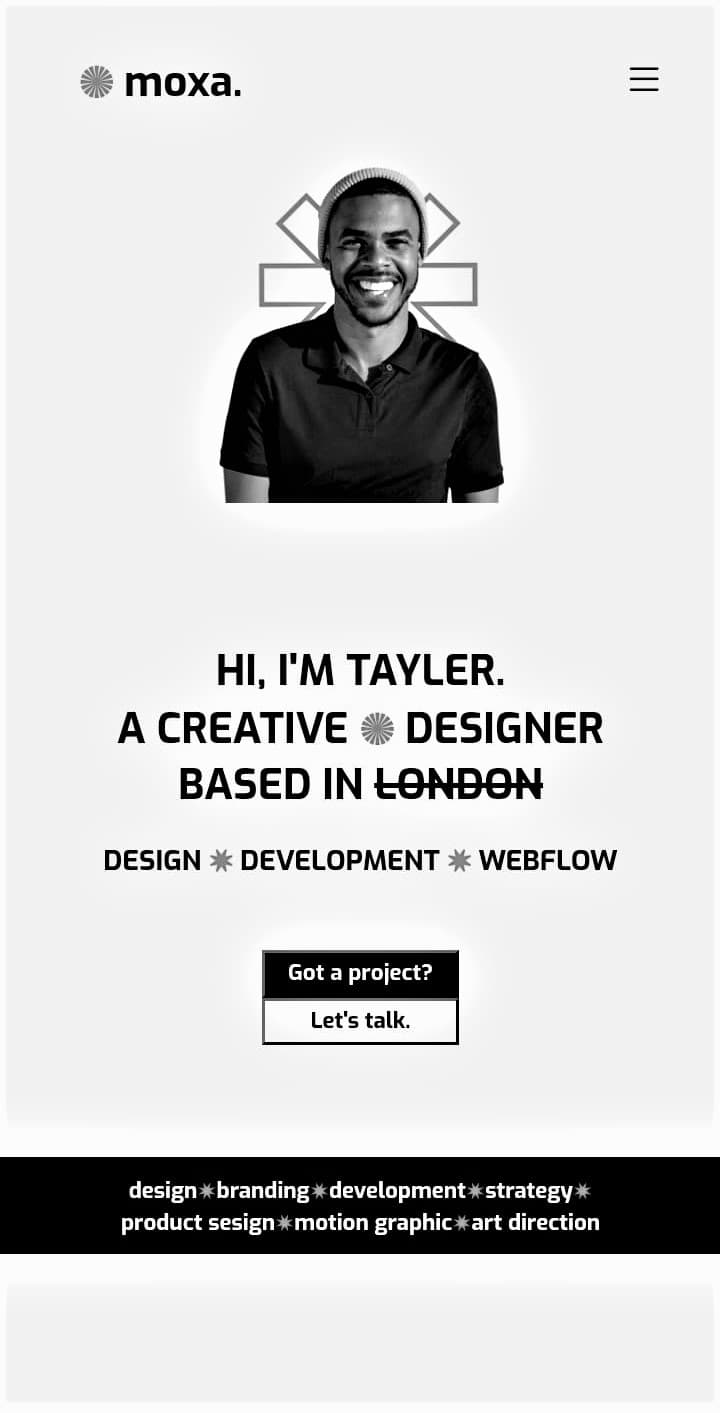 moxa.
HI, I'M TAYLER.
A CREATIVE DESIGNER
BASED IN LONDON
DESIGN ✷ DEVELOPMENT ✷ WEBFLOW
Got a project?
Let's talk.
design✷branding✷development✷strategy✷
product sesign✷motion graphic✷art direction